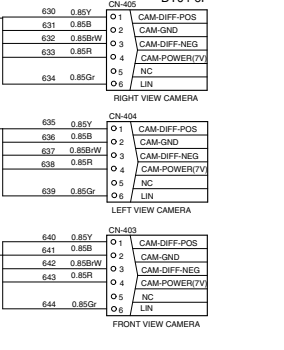 CN-405
630 0.85Y 1 CAM-DIFF-POS
631 0.85B 2 CAM-GND
632 0.85BrW 3 CAM-DIFF-NEG
633 0.85R 4 CAM-POWER(7V)
5 NC
634 0.85Gr 6 LIN
RIGHT VIEW CAMERA
CN-404
635 0.85Y 1 CAM-DIFF-POS
636 0.85B 2 CAM-GND
637 0.85BrW 3 CAM-DIFF-NEG
638 0.85R 4 CAM-POWER(7V)
5 NC
639 0.85Gr 6 LIN
LEFT VIEW CAMERA
CN-403
640 0.85Y 1 CAM-DIFF-POS
641 0.85B 2 CAM-GND
642 0.85BrW 3 CAM-DIFF-NEG
643 0.85R 4 CAM-POWER(7V)
5 NC
644 0.85Gr 6 LIN
FRONT VIEW CAMERA